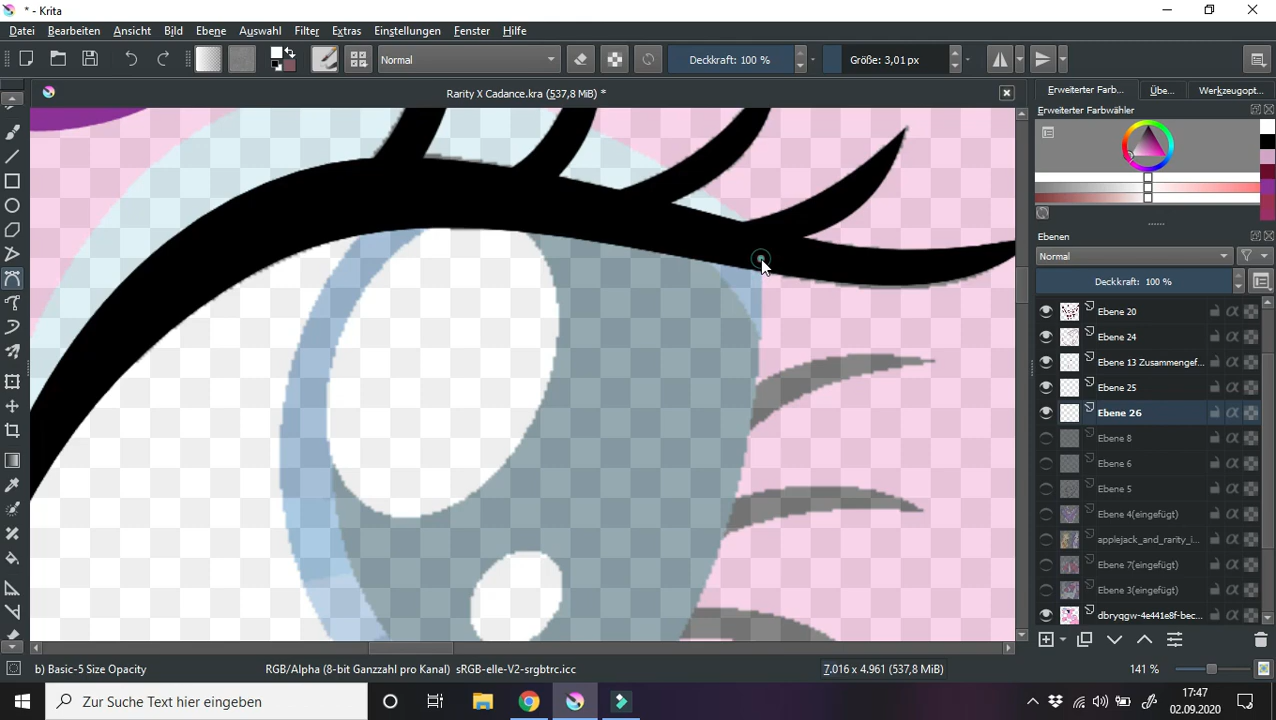 * - Krita
Datei Bearbeiten Ansicht Bild Ebene Auswahl Filter Extras Einstellungen Fenster Hilfe
Normal
Deckkraft: 100 %
Größe: 3,01 px
Rarity X Cadance.kra (537,8 MiB) *
Erweiterter Farb... Übe... Werkzeugopt...
Erweiterter Farbwähler
Ebenen
Normal
Deckkraft: 100 %
Ebene 20
Ebene 24
Ebene 13 Zusammengef...
Ebene 25
Ebene 26
Ebene 8
Ebene 6
Ebene 5
Ebene 4(eingefügt)
applejack_and_rarity_i...
Ebene 7(eingefügt)
Ebene 3(eingefügt)
dbryqgw-4e441e8f-bec...
b) Basic-5 Size Opacity
RGB/Alpha (8-bit Ganzzahl pro Kanal) sRGB-elle-V2-srgbtrc.icc
7.016 x 4.961 (537,8 MiB)
141 %
Zur Suche Text hier eingeben
17:47
02.09.2020